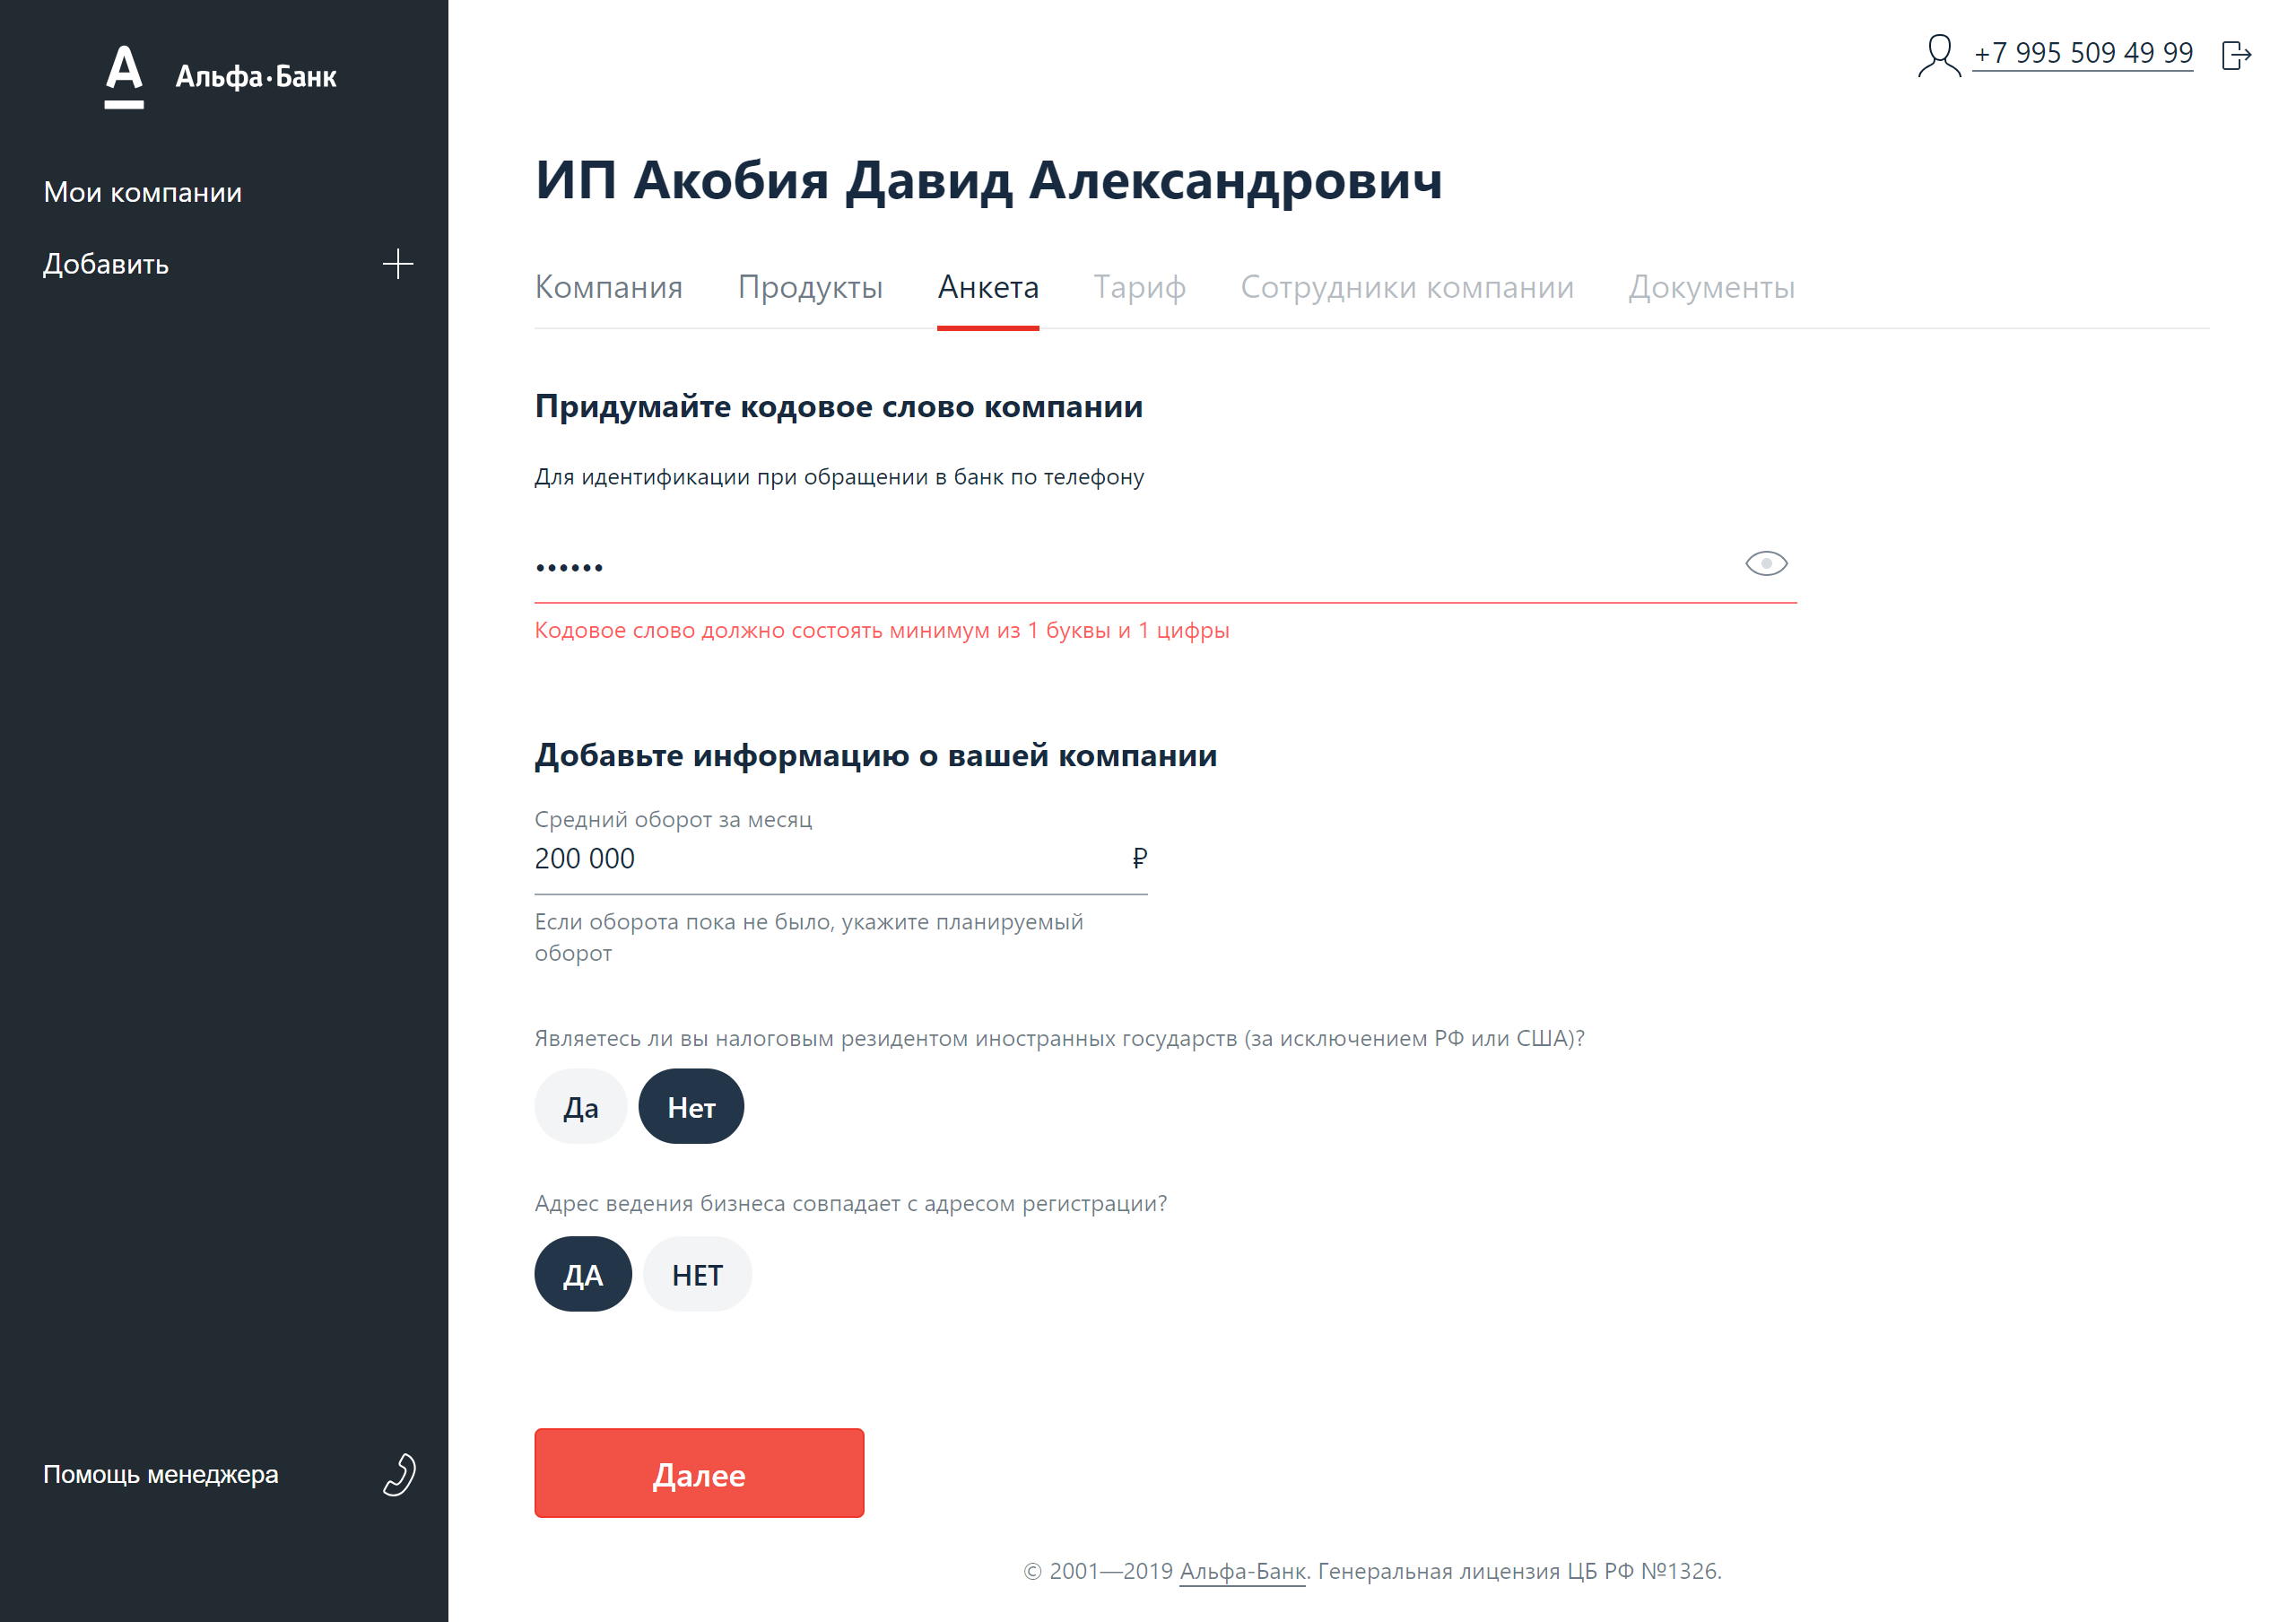 Альфа·Банк
+7 995 509 49 99
Мои компании
Добавить
ИП Акобия Давид Александрович
Компания Продукты Анкета Тариф Сотрудники компании Документы
Придумайте кодовое слово компании
Для идентификации при обращении в банк по телефону
••••••
Кодовое слово должно состоять минимум из 1 буквы и 1 цифры
Добавьте информацию о вашей компании
Средний оборот за месяц
200 000 ₽
Если оборота пока не было, укажите планируемый
оборот
Являетесь ли вы налоговым резидентом иностранных государств (за исключением РФ или США)?
Да Нет
Адрес ведения бизнеса совпадает с адресом регистрации?
ДА НЕТ
Помощь менеджера
Далее
© 2001—2019 Альфа-Банк. Генеральная лицензия ЦБ РФ №1326.